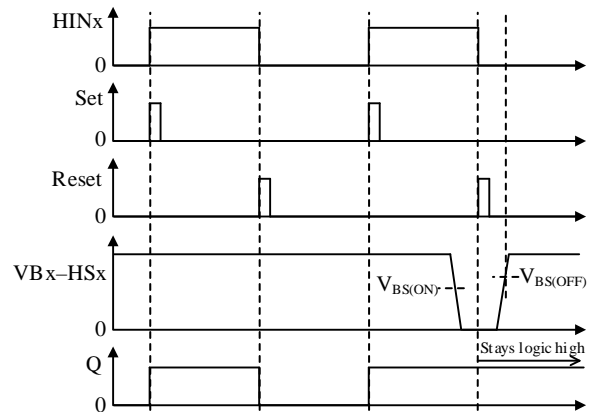 HINx
0
Set
0
Reset
0
VBx–HSx
VBS(ON)
VBS(OFF)
0
Stays logic high
Q
0